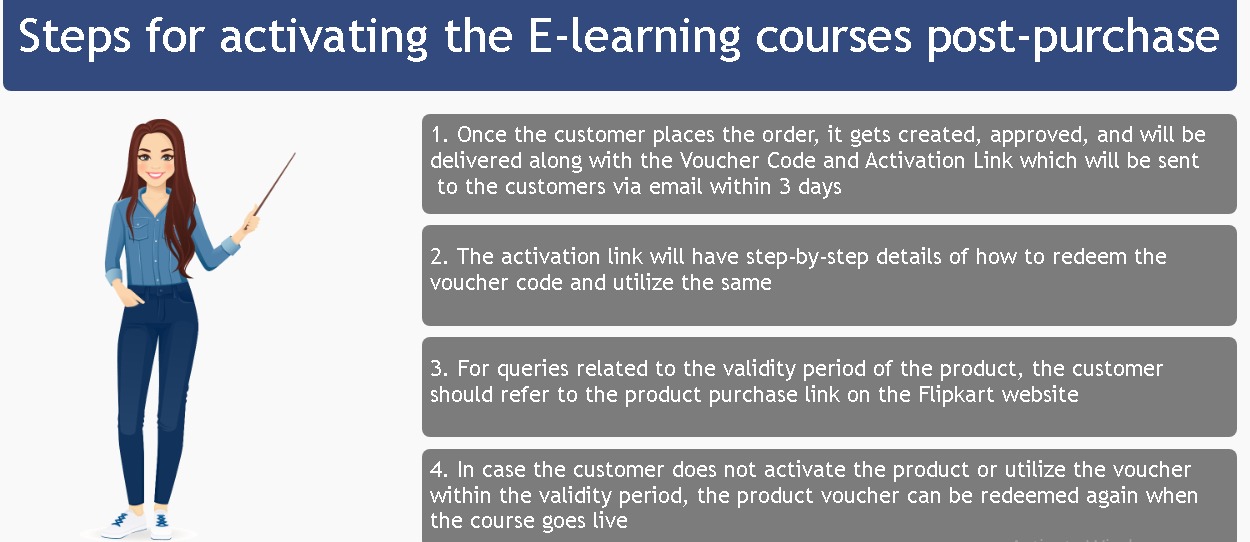 Steps for activating the E-learning courses post-purchase
1. Once the customer places the order, it gets created, approved, and will be
delivered along with the Voucher Code and Activation Link which will be sent
to the customers via email within 3 days
2. The activation link will have step-by-step details of how to redeem the
voucher code and utilize the same
3. For queries related to the validity period of the product, the customer
should refer to the product purchase link on the Flipkart website
4. In case the customer does not activate the product or utilize the voucher
within the validity period, the product voucher can be redeemed again when
the course goes live